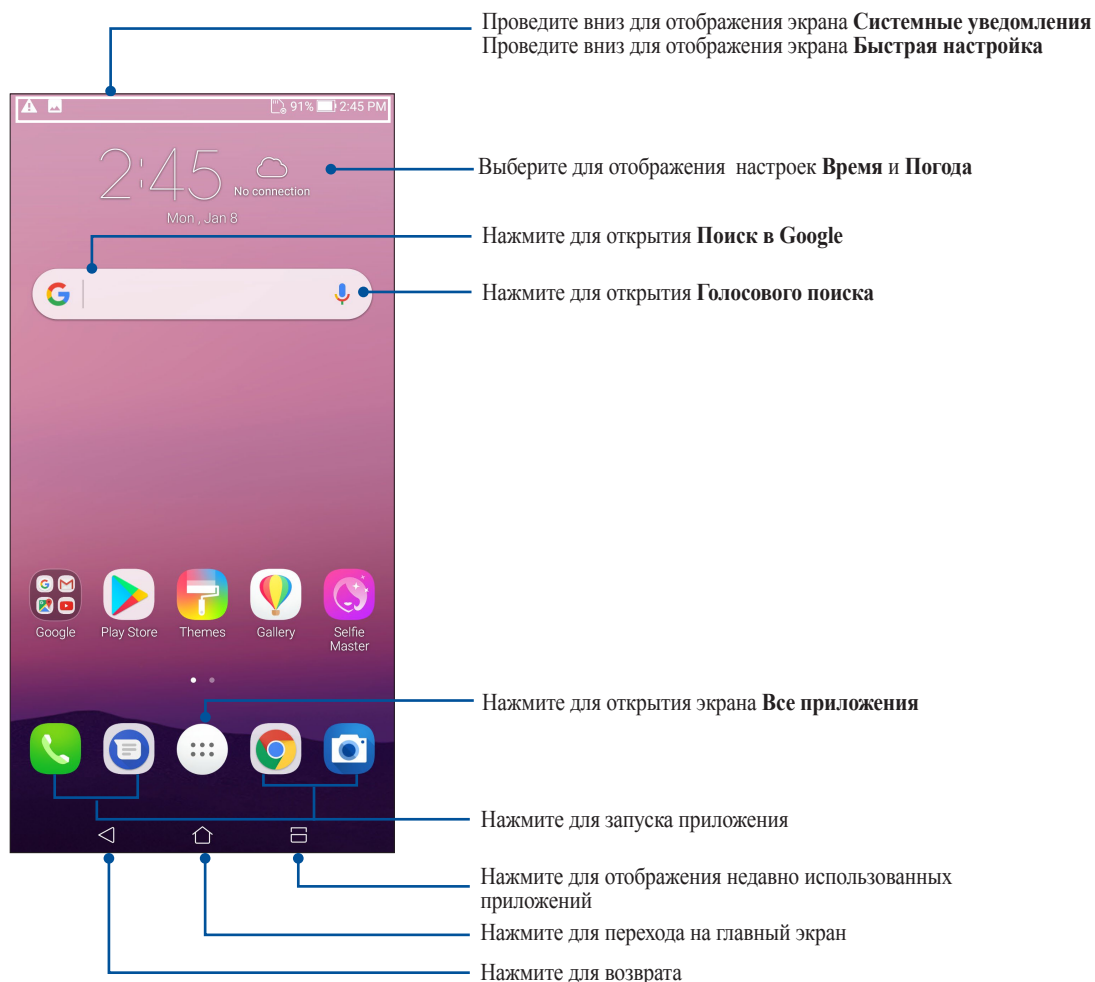 Проведите вниз для отображения экрана Системные уведомления
Проведите вниз для отображения экрана Быстрая настройка
91% 2:45 PM
2:45
No connection
Mon , Jan 8
Выберите для отображения настроек Время и Погода
Нажмите для открытия Поиск в Google
G
Нажмите для открытия Голосового поиска
Google
Play Store
Themes
Gallery
Selfie
Master
Нажмите для открытия экрана Все приложения
Нажмите для запуска приложения
Нажмите для отображения недавно использованных
приложений
Нажмите для перехода на главный экран
Нажмите для возврата